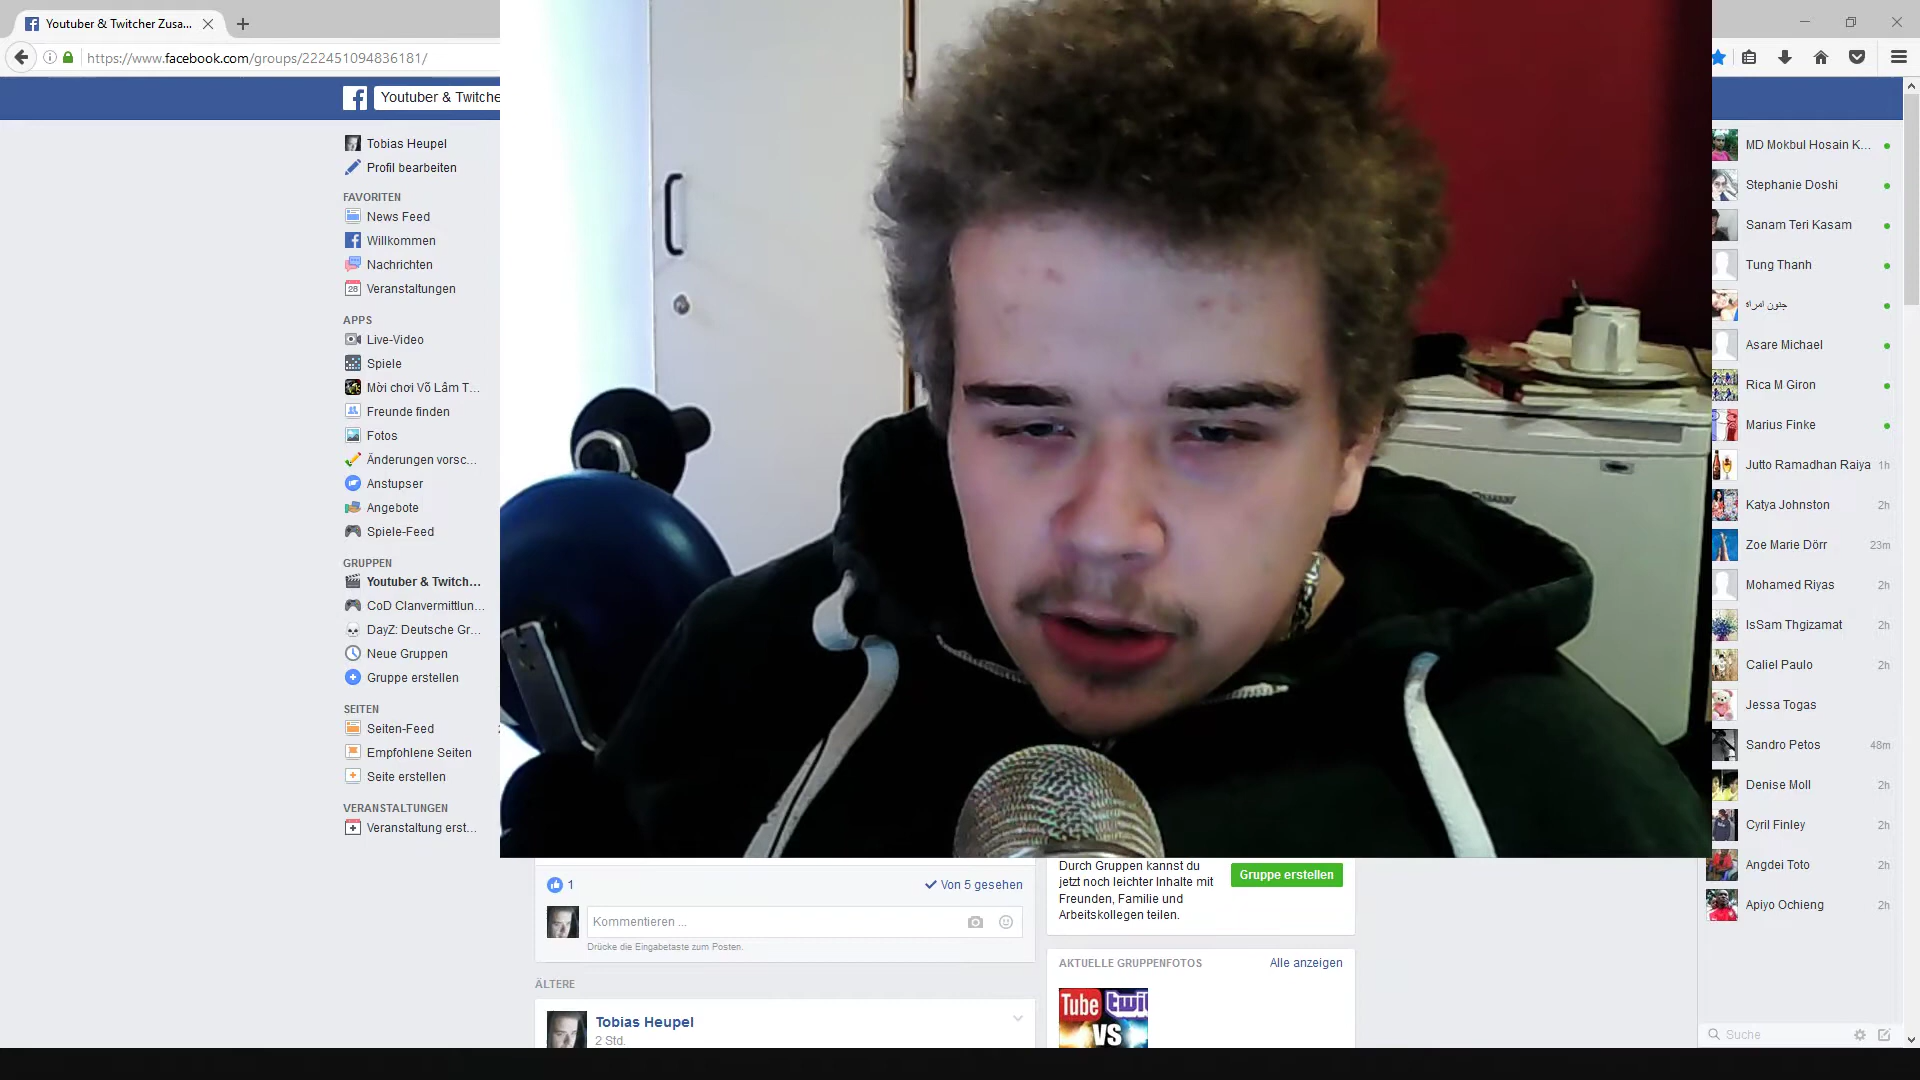 Youtuber & Twitcher Zusa...
https://www.facebook.com/groups/222451094836181/
Youtuber & Twitche
Tobias Heupel
Profil bearbeiten
FAVORITEN
News Feed
Willkommen
Nachrichten
28
Veranstaltungen
APPS
Live-Video
Spiele
Mời chơi Võ Lâm T...
Freunde finden
Fotos
Änderungen vorsc...
Anstupser
Angebote
Spiele-Feed
GRUPPEN
Youtuber & Twitch...
CoD Clanvermittlun...
DayZ: Deutsche Gr...
Neue Gruppen
Gruppe erstellen
SEITEN
Seiten-Feed
Empfohlene Seiten
Seite erstellen
VERANSTALTUNGEN
Veranstaltung erst...
1
Von 5 gesehen
Kommentieren ...
Drücke die Eingabetaste zum Posten.
ÄLTERE
Tobias Heupel
2 Std.
Durch Gruppen kannst du
jetzt noch leichter Inhalte mit
Freunden, Familie und
Arbeitskollegen teilen.
Gruppe erstellen
AKTUELLE GRUPPENFOTOS
Alle anzeigen
Tube twi
VS
MD Mokbul Hosain K...
Stephanie Doshi
Sanam Teri Kasam
Tung Thanh
جنون امراه
Asare Michael
Rica M Giron
Marius Finke
Jutto Ramadhan Raiya 1h
Katya Johnston 2h
Zoe Marie Dörr 23m
Mohamed Riyas 2h
IsSam Thgizamat 2h
Caliel Paulo 2h
Jessa Togas
Sandro Petos 48m
Denise Moll 2h
Cyril Finley 2h
Angdei Toto 2h
Apiyo Ochieng 2h
Suche